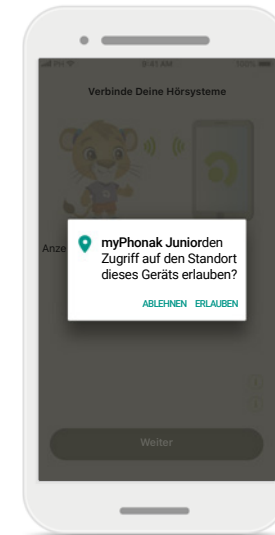 9:41 AM
100%
Verbinde Deine Hörsysteme
Anze
myPhonak Juniorden
Zugriff auf den Standort
dieses Geräts erlauben?
ABLEHNEN ERLAUBEN
Weiter